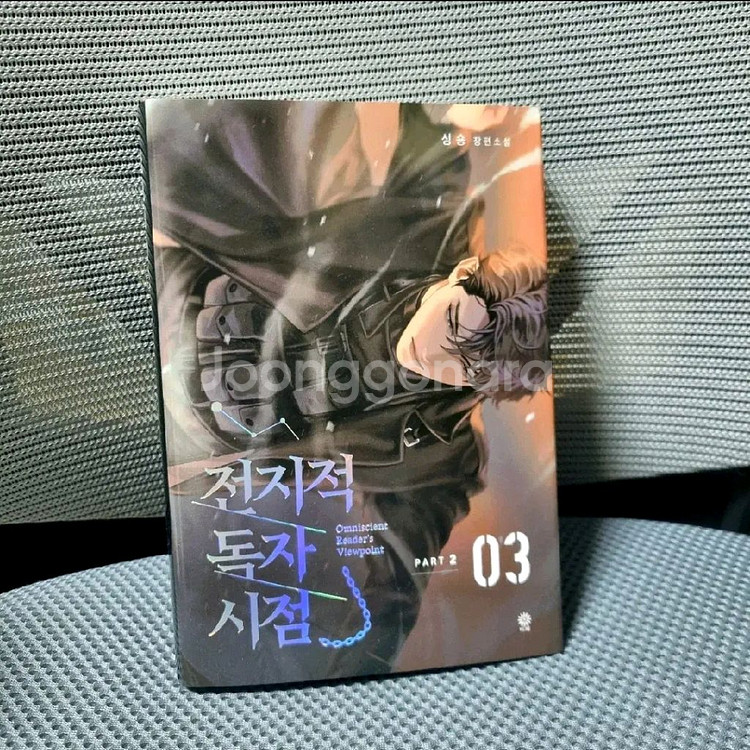 싱숑 장편소설
Joonggonara
전지적
독자
시점
Omniscient
Reader's
Viewpoint
PART 2 03